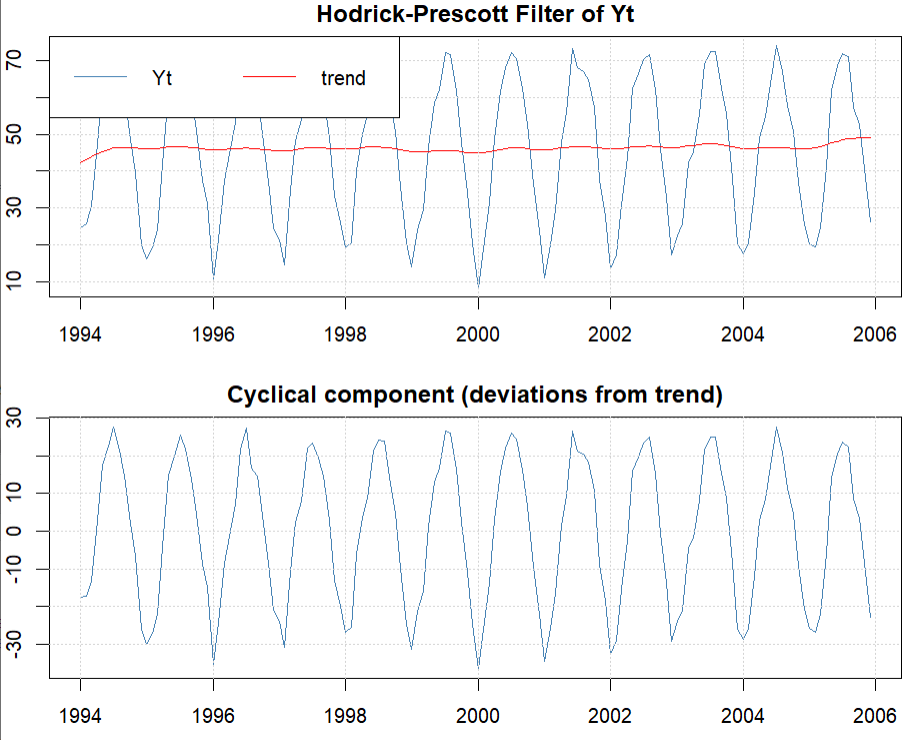 Hodrick-Prescott Filter of Yt
Yt trend
70
50
30
10
1994 1996 1998 2000 2002 2004 2006
Cyclical component (deviations from trend)
30
10
0
-10
-30
1994 1996 1998 2000 2002 2004 2006